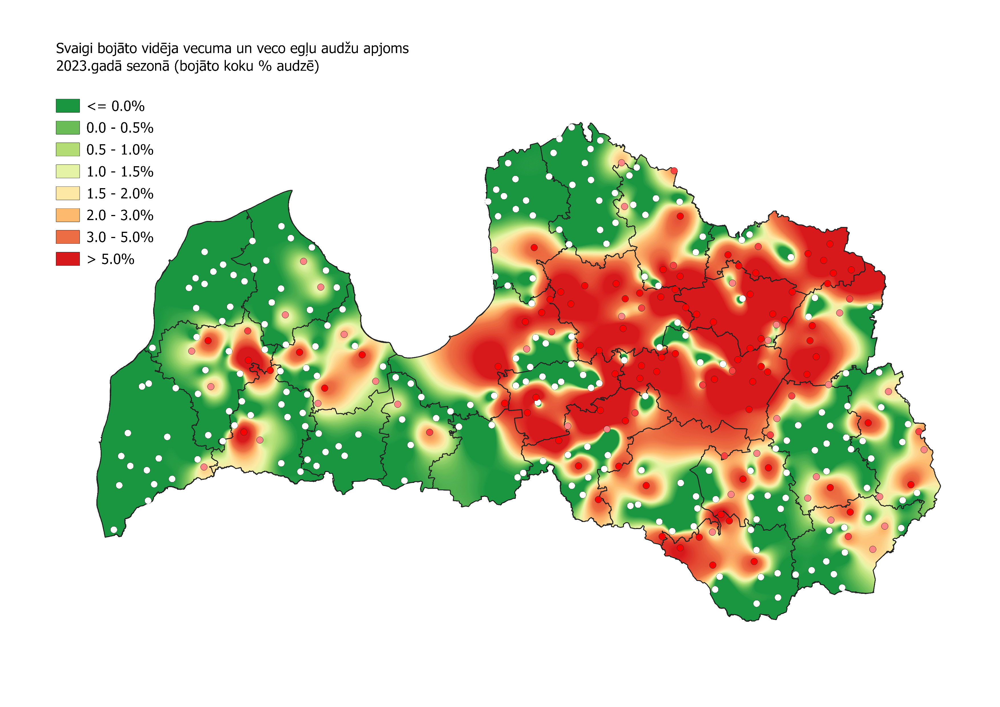 Svaigi bojāto vidēja vecuma un veco egļu audžu apjoms
2023.gadā sezonā (bojāto koku % audzē)
<= 0.0%
0.0 - 0.5%
0.5 - 1.0%
1.0 - 1.5%
1.5 - 2.0%
2.0 - 3.0%
3.0 - 5.0%
> 5.0%